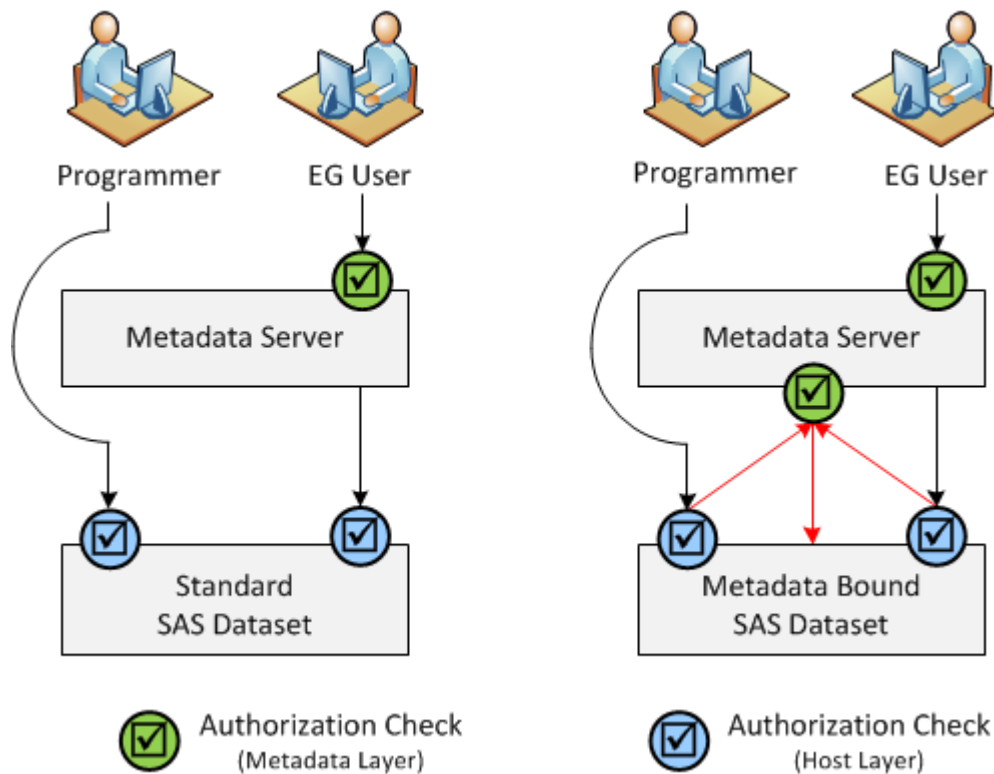 Programmer
EG User
Metadata Server
Standard
SAS Dataset
Programmer
EG User
Metadata Server
Metadata Bound
SAS Dataset
Authorization Check
(Metadata Layer)
Authorization Check
(Host Layer)